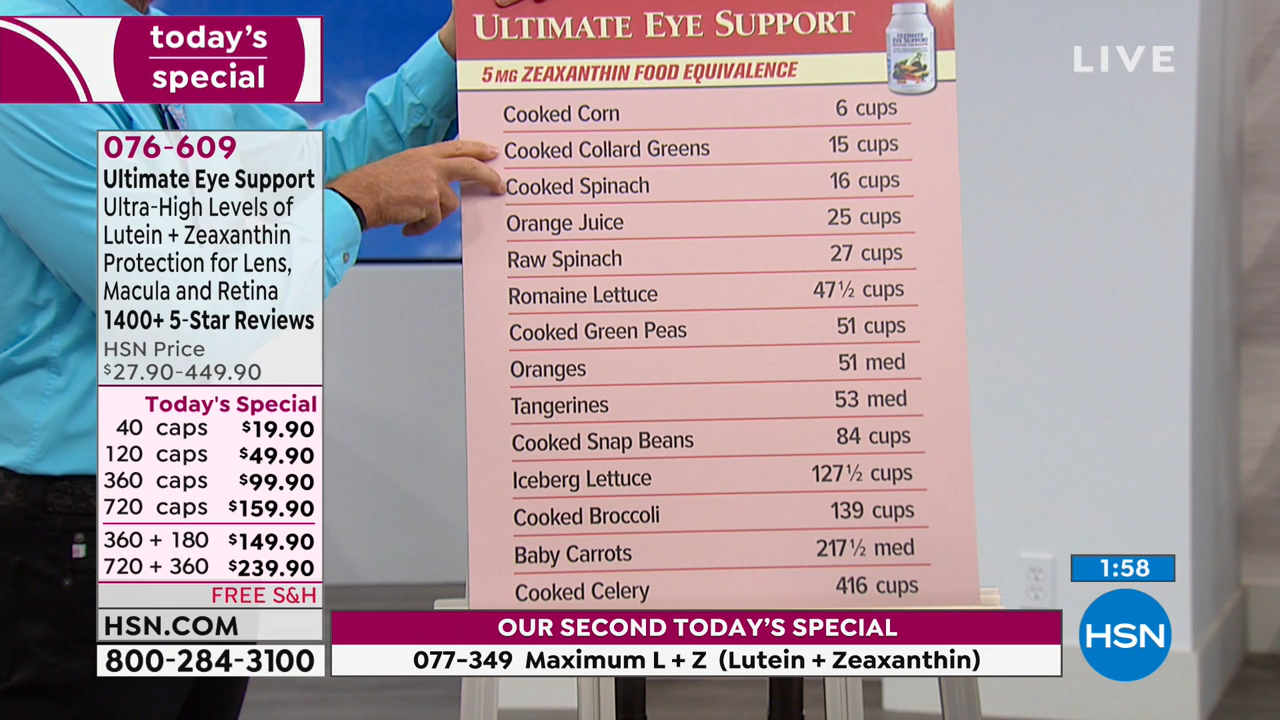 today's
special
076-609
Ultimate Eye Support
Ultra-High Levels of
Lutein + Zeaxanthin
Protection for Lens,
Macula and Retina
1400+ 5-Star Reviews
HSN Price
$27.90-449.90
Today's Special
40 caps $19.90
120 caps $49.90
360 caps $99.90
720 caps $159.90
360 + 180 $149.90
720 + 360 $239.90
FREE S&H
HSN.COM
800-284-3100
ULTIMATE EYE SUPPORT
ULTIMATE
EYE SUPPORT
5 MG ZEAXANTHIN FOOD EQUIVALENCE
Cooked Corn 6 cups
Cooked Collard Greens 15 cups
Cooked Spinach 16 cups
Orange Juice 25 cups
Raw Spinach 27 cups
Romaine Lettuce 47½ cups
Cooked Green Peas 51 cups
Oranges 51 med
Tangerines 53 med
Cooked Snap Beans 84 cups
Iceberg Lettuce 127½ cups
Cooked Broccoli 139 cups
Baby Carrots 217½ med
Cooked Celery 416 cups
LIVE
1:58
HSN
OUR SECOND TODAY'S SPECIAL
077-349 Maximum L + Z (Lutein + Zeaxanthin)